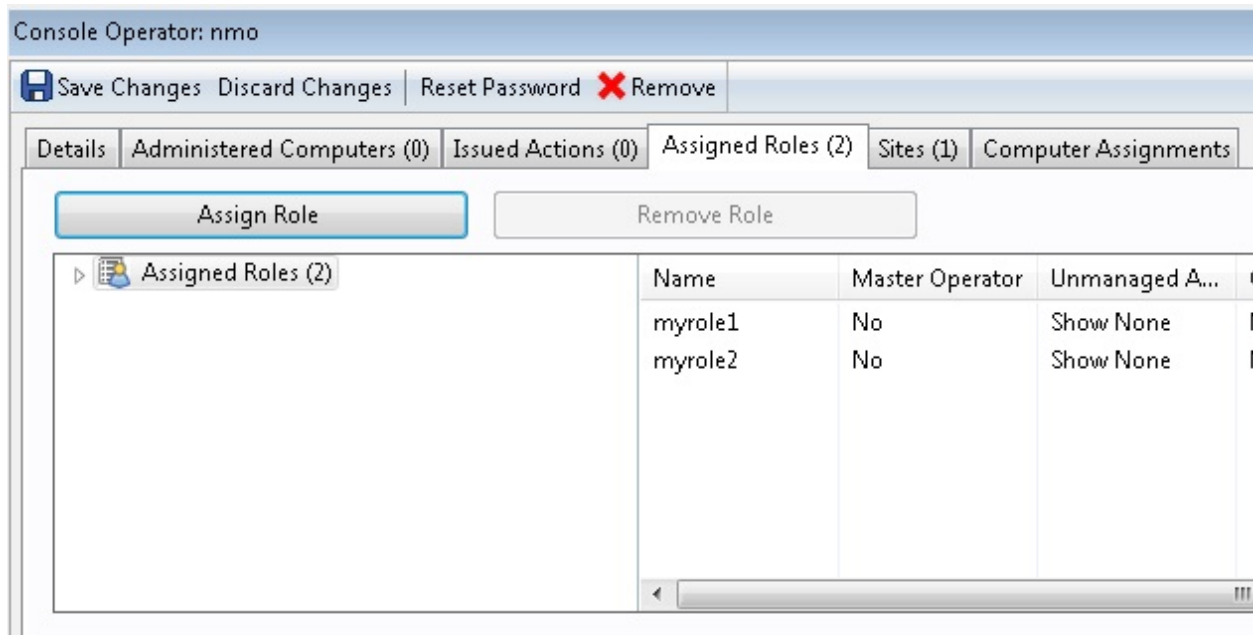 Console Operator: nmo
Save Changes Discard Changes Reset Password Remove
Details Administered Computers (0) Issued Actions (0) Assigned Roles (2) Sites (1) Computer Assignments
Assign Role Remove Role
Assigned Roles (2)
Name Master Operator Unmanaged A...
myrole1 No Show None
myrole2 No Show None